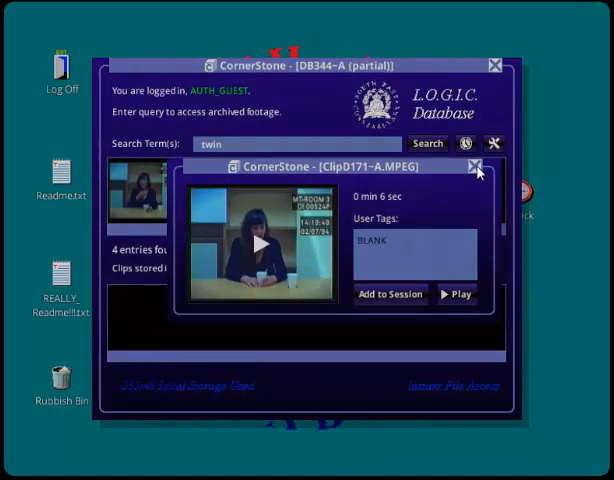 CornerStone - [DB344~A (partial)]
You are logged in, AUTH_GUEST.
Enter query to access archived footage.
L.O.G.I.C.
Database
Search Term(s):
twin
Search
CornerStone - [ClipD171~A.MPEG]
MT-ROOM 3
14:19:49
02/07/94
0 min 6 sec
User Tags:
BLANK
Add to Session
Play
4 entries fou
Clips stored
Local Storage Used
Instant File Access
Log Off
Readme.txt
REALLY_
Readme!!!.txt
Rubbish Bin
ock